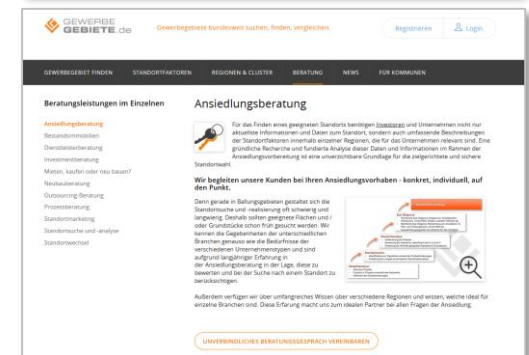 GEWERBE
GEBIETE.de
Gewerbegebiete bundesweit suchen, finden, vergleichen.
Registrieren
Login
GEWERBEGEBIET FINDEN
STANDORTFAKTOREN
REGIONEN & CLUSTER
BERATUNG
NEWS
FÜR KOMMUNEN
Beratungsleistungen im Einzelnen
Ansiedlungsberatung
Bestandsimmobilien
Dienstleisterberatung
Investmentberatung
Mieten, kaufen oder neu bauen?
Neubauberatung
Outsourcing-Beratung
Prozessberatung
Standortmarketing
Standortsuche und -analyse
Standortwechsel
Ansiedlungsberatung
Für das Finden eines geeigneten Standorts benötigen Investoren und Unternehmen nicht nur
aktuellste Informationen und Daten zum Standort, sondern auch umfassende Beschreibungen
der Standortfaktoren innerhalb einzelner Regionen, die für das Unternehmen relevant sind. Eine
gründliche Recherche und fundierte Analyse dieser Daten und Informationen im Rahmen der
Ansiedlungsvorbereitung ist eine unverzichtbare Grundlage für die zielgerichtete und sichere
Standortwahl.
Wir begleiten unsere Kunden bei Ihren Ansiedlungsvorhaben - konkret, individuell, auf
den Punkt.
Denn gerade in Ballungsgebieten gestaltet sich die
Standortsuche und -realisierung oft schwierig und
langwierig. Deshalb sollten geeignete Flächen und /
oder Grundstücke schon früh gesucht werden. Wir
kennen die Gegebenheiten der unterschiedlichen
Branchen genauso wie die Bedürfnisse der
verschiedenen Unternehmenstypen und sind
aufgrund langjähriger Erfahrung in
der Ansiedlungsberatung in der Lage, diese zu
bewerten und bei der Suche nach einem Standort zu
berücksichtigen.
Außerdem verfügen wir über umfangreiches Wissen über verschiedene Regionen und wissen, welche ideal für
einzelne Branchen sind. Diese Erfahrung macht uns zum idealen Partner bei allen Fragen der Ansiedlung.
UNVERBINDLICHES BERATUNGSGESPRÄCH VEREINBAREN